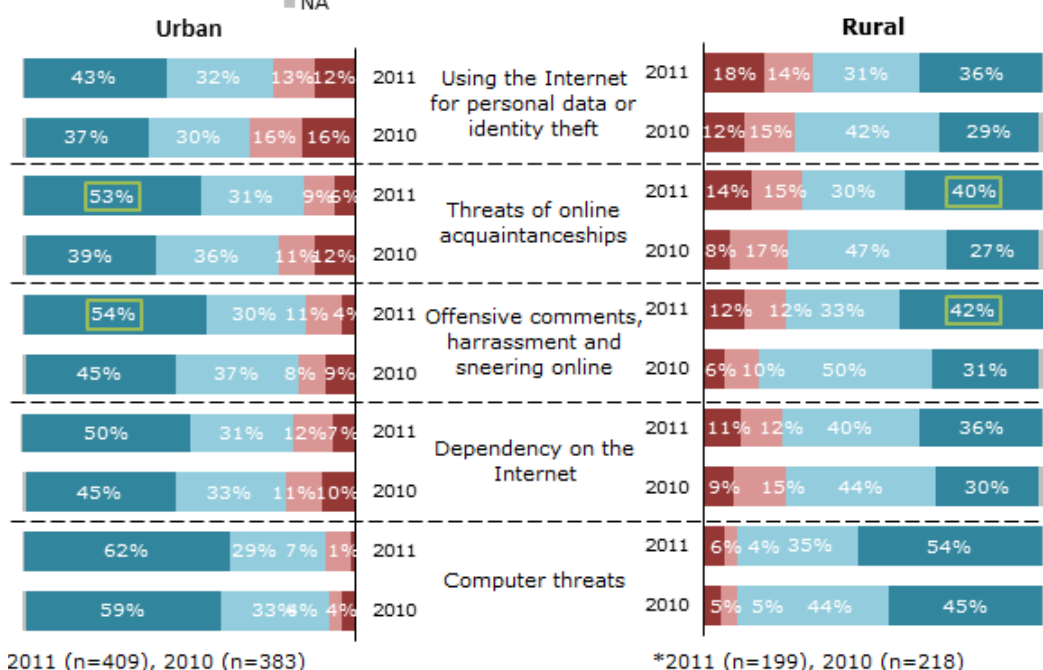 NA
Urban
Rural
43% 32% 13% 12% 2011 Using the Internet 2011 18% 14% 31% 36%
for personal data or
37% 30% 16% 16% 2010 identity theft 2010 12% 15% 42% 29%
53% 31% 9% 6% 2011 Threats of online 2011 14% 15% 30% 40%
39% 36% 11% 12% 2010 acquaintanceships 2010 8% 17% 47% 27%
54% 30% 11% 4% 2011 Offensive comments, 2011 12% 12% 33% 42%
harrassment and
45% 37% 8% 9% 2010 sneering online 2010 6% 10% 50% 31%
50% 31% 12% 7% 2011 Dependency on the 2011 11% 12% 40% 36%
45% 33% 11% 10% 2010 Internet 2010 9% 15% 44% 30%
62% 29% 7% 1% 2011 2011 6% 4% 35% 54%
Computer threats
59% 33% 4% 4% 2010 2010 5% 5% 44% 45%
2011 (n=409), 2010 (n=383) *2011 (n=199), 2010 (n=218)